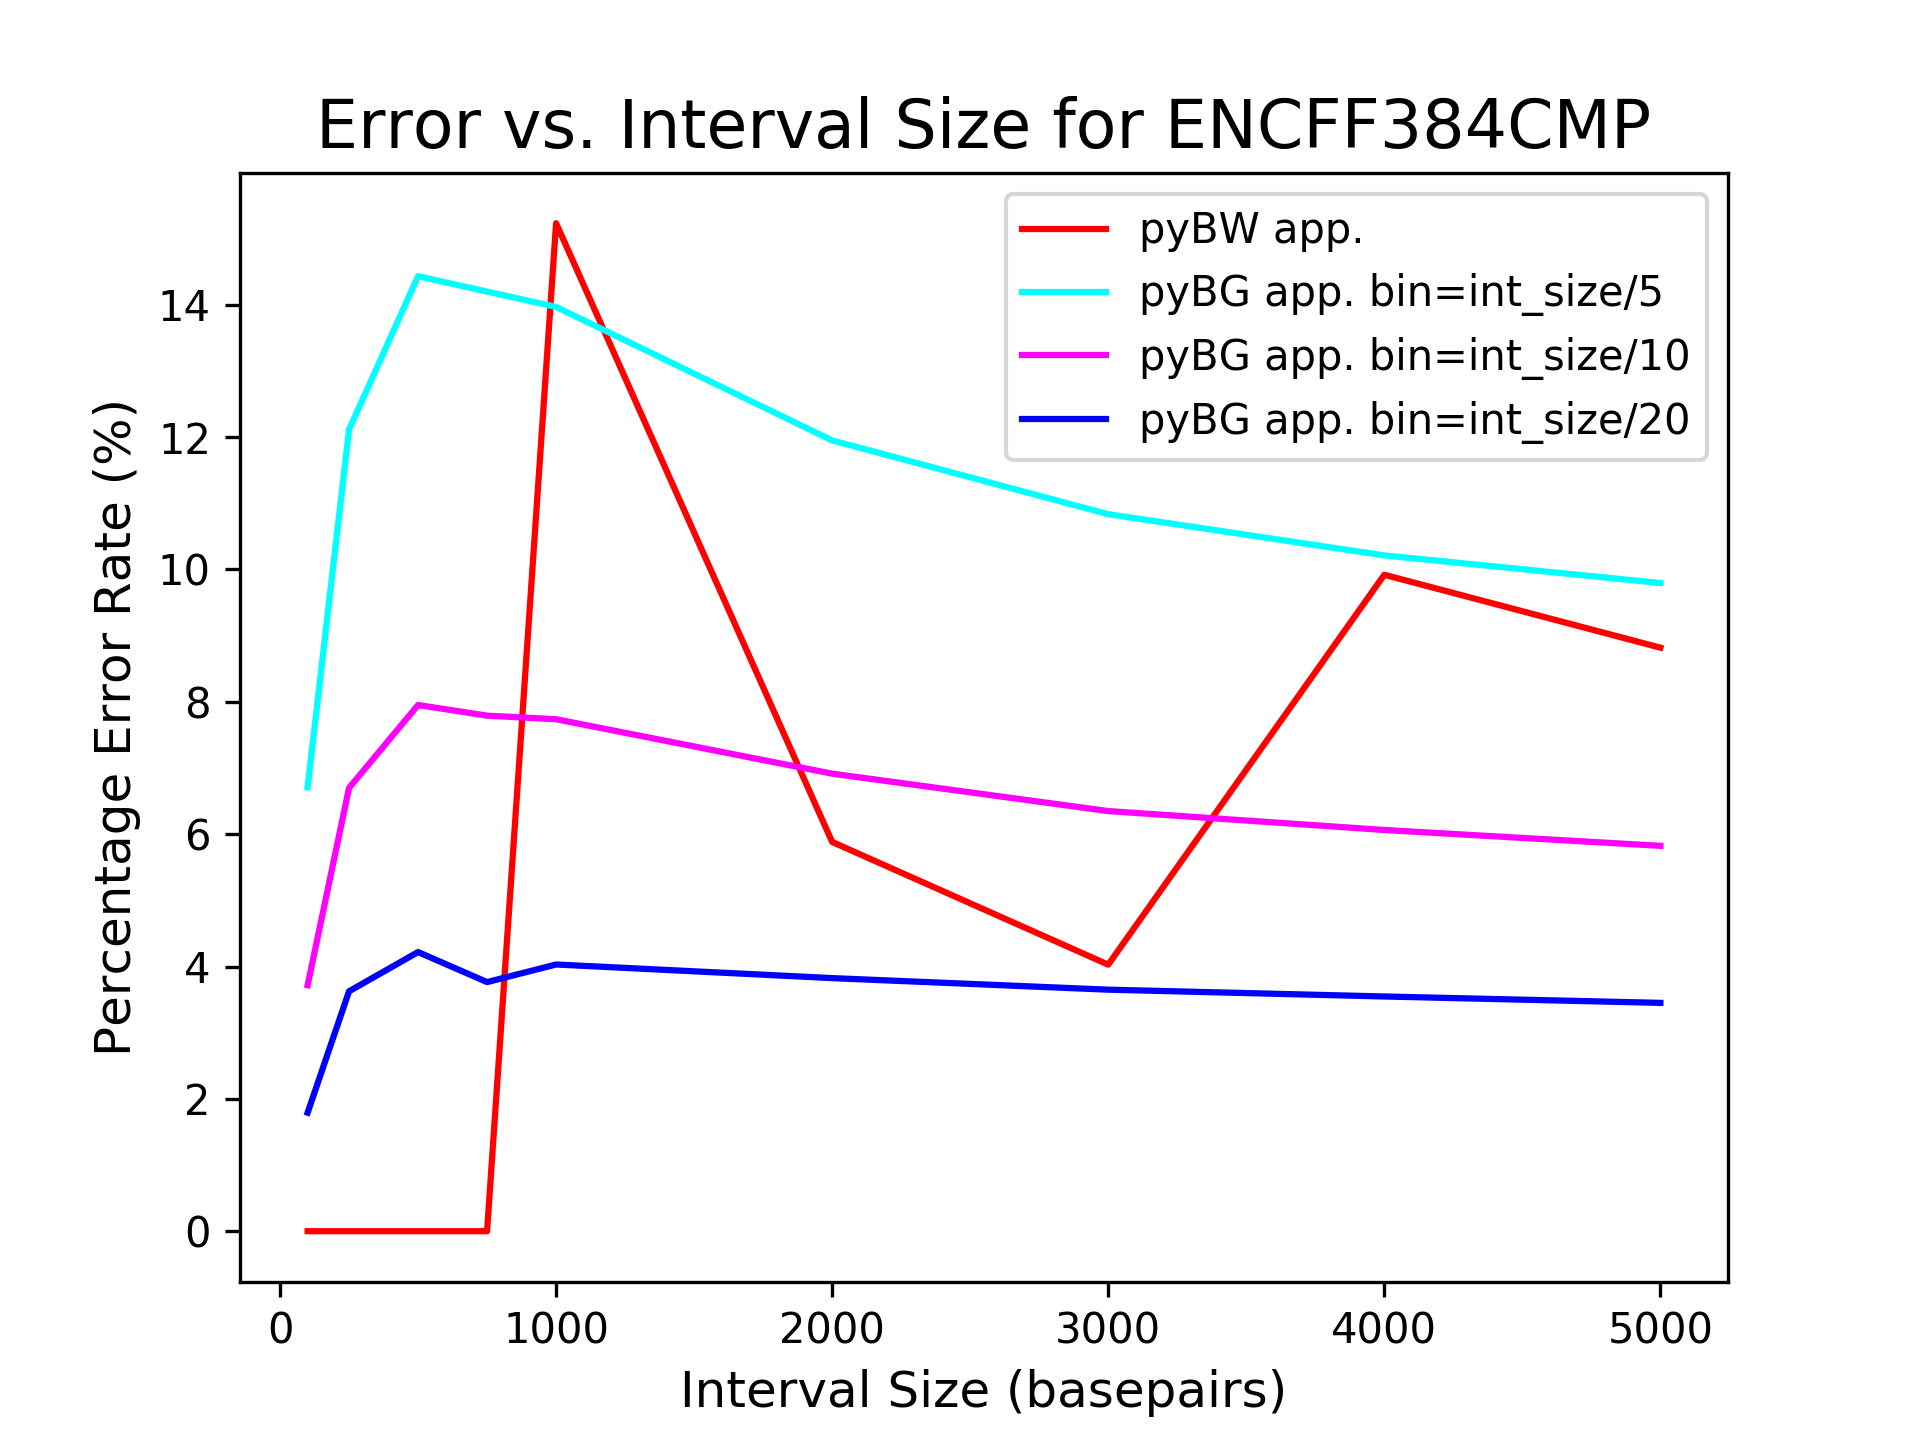 Error vs. Interval Size for ENCFF384CMP
pyBW app.
pyBG app. bin=int_size/5
pyBG app. bin=int_size/10
pyBG app. bin=int_size/20
Percentage Error Rate (%)
14
12
10
8
6
4
2
0
0 1000 2000 3000 4000 5000
Interval Size (basepairs)